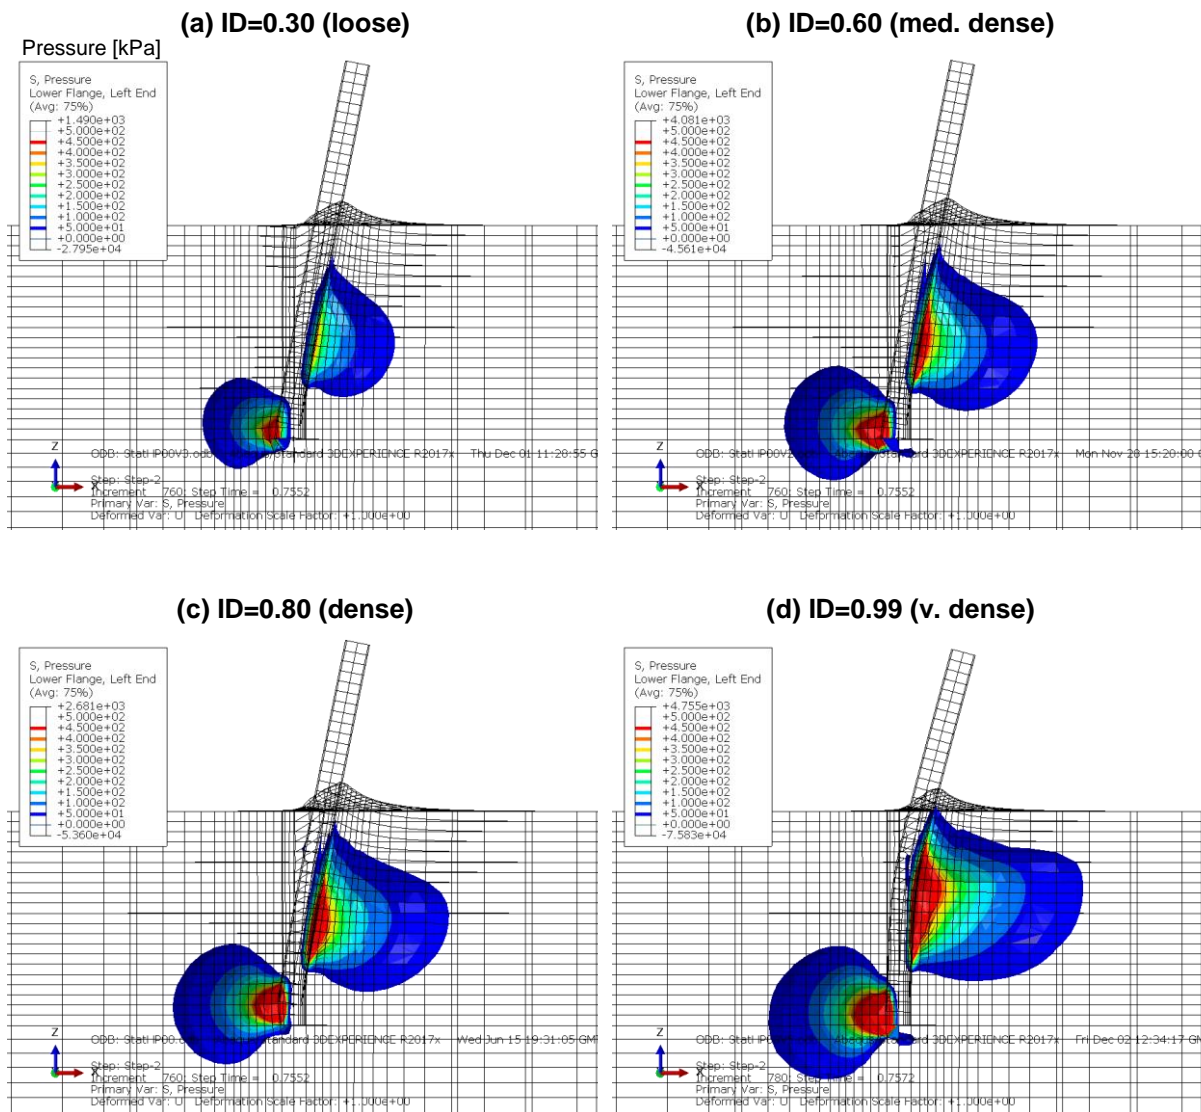 (a) ID=0.30 (loose)
Pressure [kPa]
S, Pressure
Lower Flange, Left End
(Avg: 75%)
+1.490e+03
+5.000e+02
+4.500e+02
+4.000e+02
+3.500e+02
+3.000e+02
+2.500e+02
+2.000e+02
+1.500e+02
+1.000e+02
+5.000e+01
+0.000e+00
-2.795e+04
Z
X
Thu Dec 01 11:28:55 G
Step: Step-2
Increment 760: Step Time = 0.7552
Primary Var: S, Pressure
Deformed Var: U Deformation Scale Factor: +1.000e+00
(b) ID=0.60 (med. dense)
S, Pressure
Lower Flange, Left End
(Avg: 75%)
+4.081e+03
+5.000e+02
+4.500e+02
+4.000e+02
+3.500e+02
+3.000e+02
+2.500e+02
+2.000e+02
+1.500e+02
+1.000e+02
+5.000e+01
+0.000e+00
-4.561e+04
Z
X
3DEXPERIENCE R2017x Mon Nov 28 15:20:00
Step: Step-2
Increment 760: Step Time = 0.7552
Primary Var: S, Pressure
Deformed Var: U Deformation Scale Factor: +1.000e+00
(c) ID=0.80 (dense)
S, Pressure
Lower Flange, Left End
(Avg: 75%)
+2.681e+03
+5.000e+02
+4.500e+02
+4.000e+02
+3.500e+02
+3.000e+02
+2.500e+02
+2.000e+02
+1.500e+02
+1.000e+02
+5.000e+01
+0.000e+00
-5.360e+04
Z
X
3DEXPERIENCE R2017x Wed Jun 15 19:31:05 GM
Step: Step-2
Increment 760: Step Time = 0.7552
Primary Var: S, Pressure
Deformed Var: U Deformation Scale Factor: +1.000e+00
(d) ID=0.99 (v. dense)
S, Pressure
Lower Flange, Left End
(Avg: 75%)
+4.755e+03
+5.000e+02
+4.500e+02
+4.000e+02
+3.500e+02
+3.000e+02
+2.500e+02
+2.000e+02
+1.500e+02
+1.000e+02
+5.000e+01
+0.000e+00
-7.583e+04
Z
X
3DEXPERIENCE R2017x Fri Dec 02 12:34:17 GM
Step: Step-2
Increment 780: Step Time = 0.7572
Primary Var: S, Pressure
Deformed Var: U Deformation Scale Factor: +1.000e+00